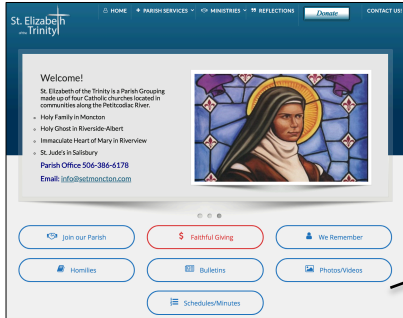 St. Elizabeth
of the Trinity
HOME
PARISH SERVICES
MINISTRIES
REFLECTIONS
Donate
CONTACT US!
Welcome!
St. Elizabeth of the Trinity is a Parish Grouping
made up of four Catholic churches located in
communities along the Petitcodiac River.
Holy Family in Moncton
Holy Ghost in Riverside-Albert
Immaculate Heart of Mary in Riverview
St. Jude's in Salisbury
Parish Office 506-386-6178
Email: info@setmoncton.com
Join our Parish
$ Faithful Giving
We Remember
Homilies
Bulletins
Photos/Videos
Schedules/Minutes